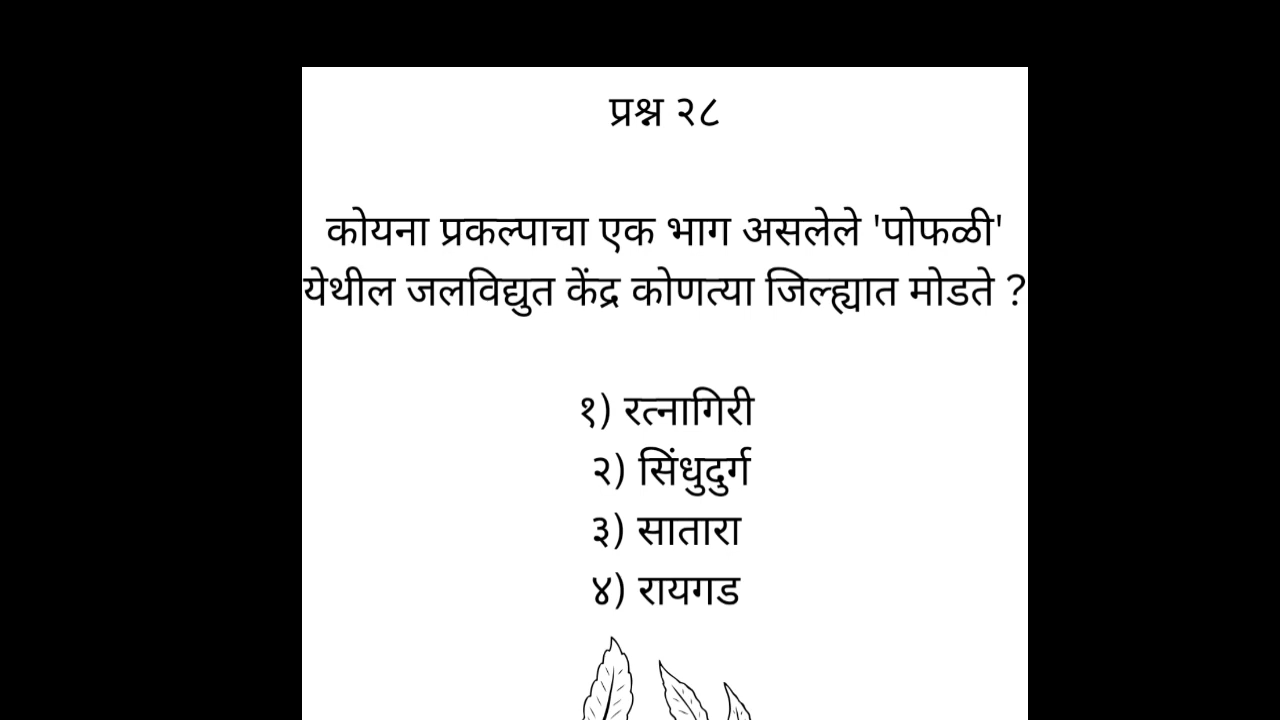 प्रश्न २८
कोयना प्रकल्पाचा एक भाग असलेले 'पोफळी'
येथील जलविद्युत केंद्र कोणत्या जिल्ह्यात मोडते ?
१) रत्नागिरी
२) सिंधुदुर्ग
३) सातारा
४) रायगड